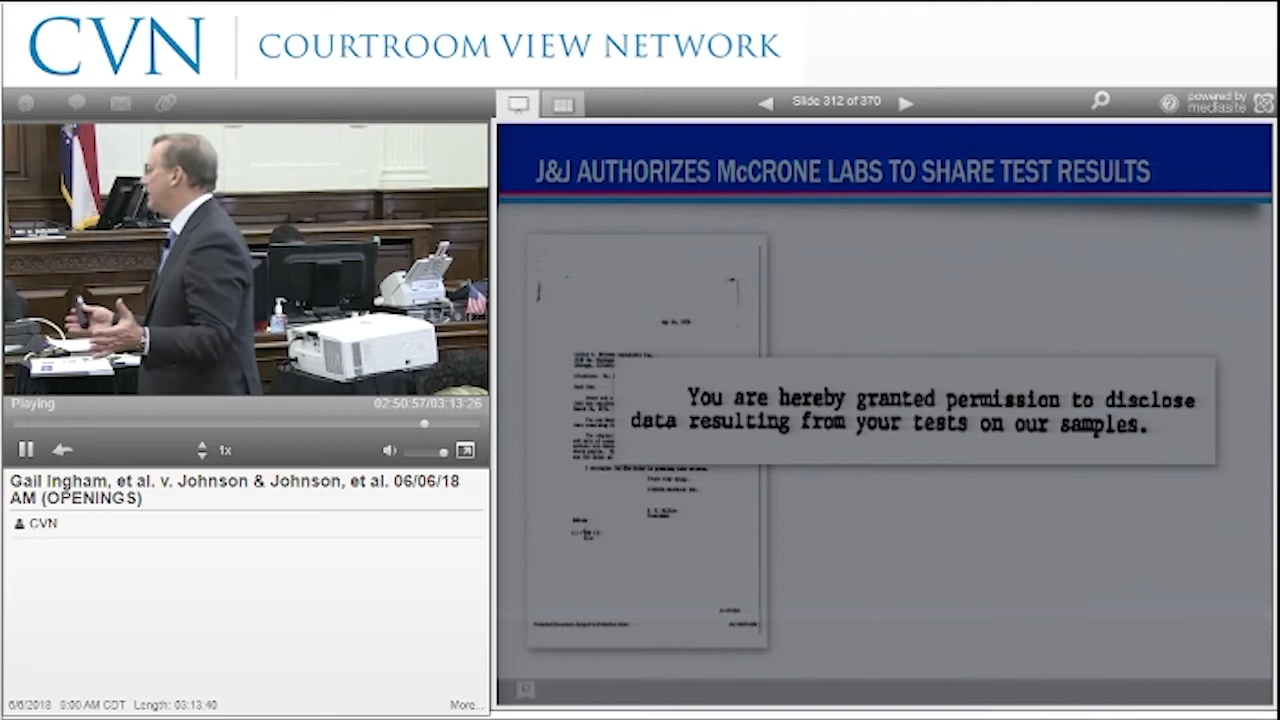 CVN
COURTROOM VIEW NETWORK
Slide 312 of 370
powered by
mediasite
Playing
02:50:57/03:13:26
1x
Gail Ingham, et al. v. Johnson & Johnson, et al. 06/06/18
AM (OPENINGS)
CVN
6/6/2018 9:00 AM CDT Length: 03:13:40
More...
J&J AUTHORIZES McCRONE LABS TO SHARE TEST RESULTS
You are hereby granted permission to disclose
data resulting from your tests on our samples.